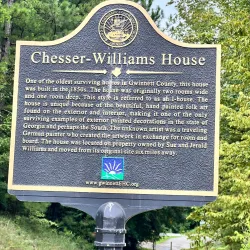 Chesser-Williams House
One of the oldest surviving homes in Gwinnett County, this house
was built in the 1850s. The house was originally two rooms wide
and one room deep. This style is referred to as an I-house. The
house is unique because of the beautiful, hand painted folk art
found on the exterior and interior, making it one of the only
surviving examples of exterior painted decorations in the state of
Georgia and perhaps the South. The unknown artist was a traveling
German painter who created the artwork in exchange for room and
board. The house was located on property owned by Sue and Jerald
Williams and moved from its original site six miles away.
www.gwinnettEHC.org